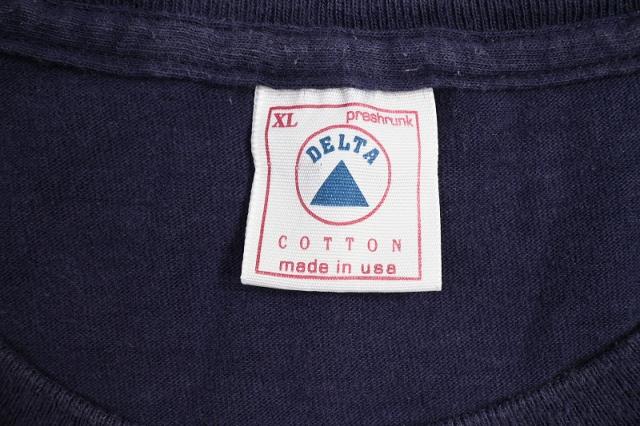 XL preshrunk
DELTA
COTTON
made in usa